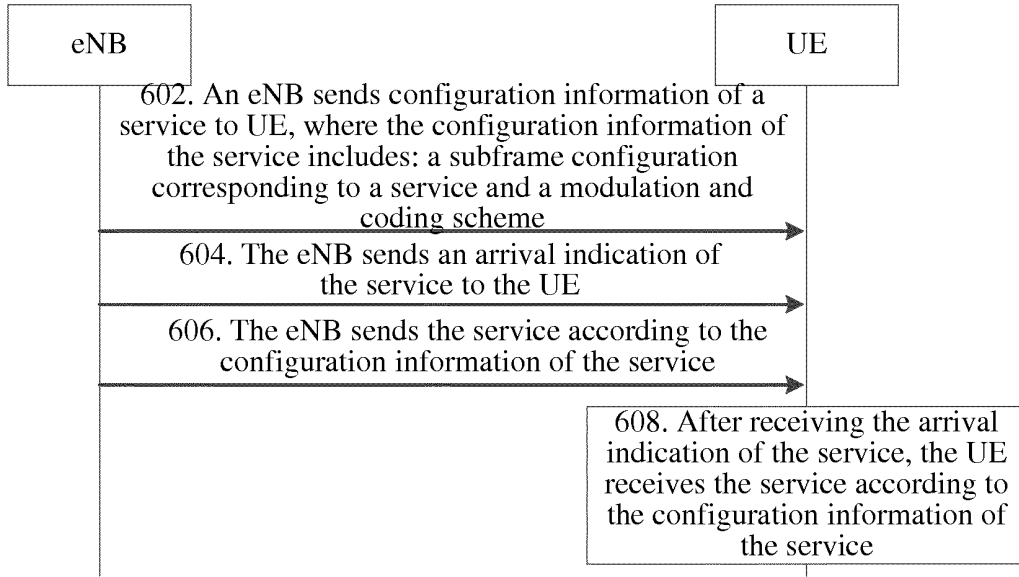 eNB
UE
602. An eNB sends configuration information of a
service to UE, where the configuration information of
the service includes: a subframe configuration
corresponding to a service and a modulation and
coding scheme
604. The eNB sends an arrival indication of
the service to the UE
606. The eNB sends the service according to the
configuration information of the service
608. After receiving the arrival
indication of the service, the UE
receives the service according to
the configuration information of
the service